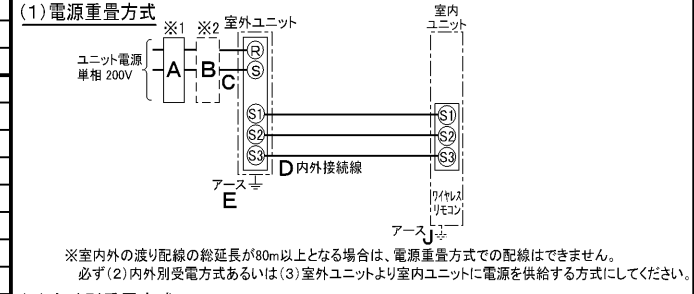 (1)電源重畳方式
※1 ※2 室外ユニット 室内ユニット
ユニット電源
単相 200V
A B C
R
S
S1 S1
S2 S2
S3 S3
D 内外接続線
アース
E
ワイヤレス
リモコン
アース J
※室内外の渡り配線の総延長が80m以上となる場合は、電源重畳方式での配線はできません。
必ず(2)内外別受電方式あるいは(3)室外ユニットより室内ユニットに電源を供給する方式にしてください。